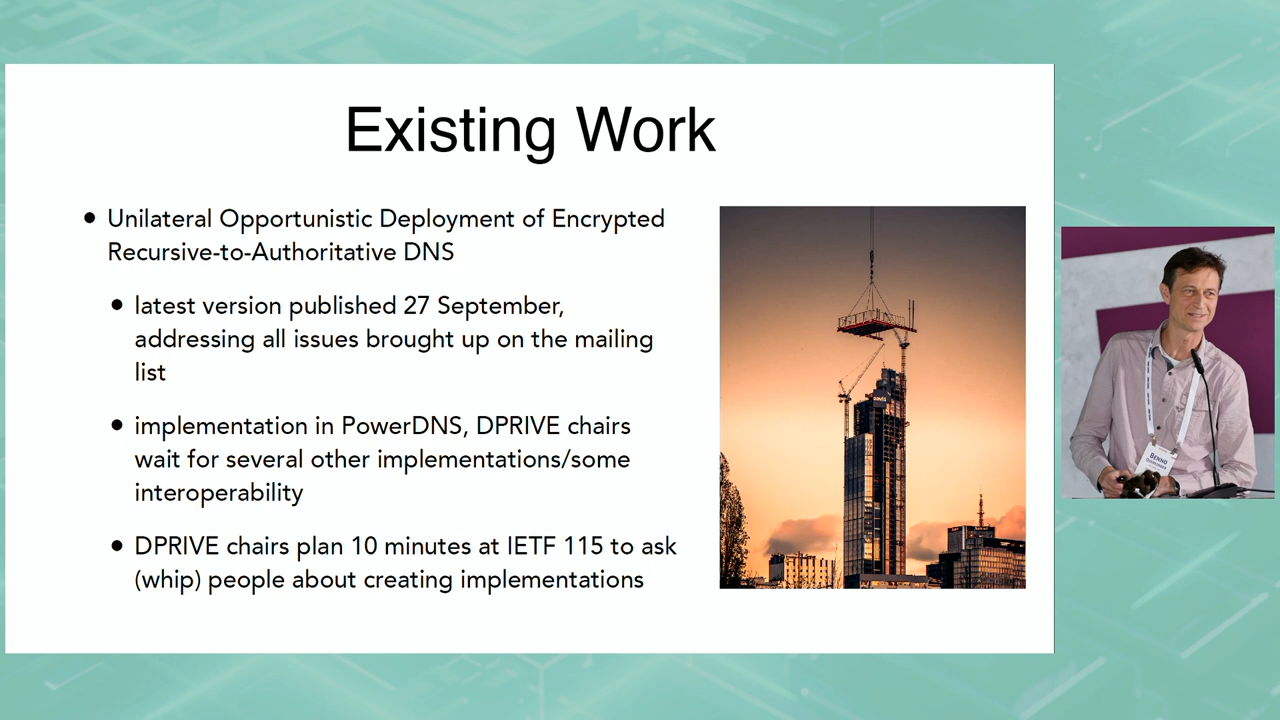 Existing Work
• Unilateral Opportunistic Deployment of Encrypted
Recursive-to-Authoritative DNS
• latest version published 27 September,
addressing all issues brought up on the mailing
list
• implementation in PowerDNS, DPRIVE chairs
wait for several other implementations/some
interoperability
• DPRIVE chairs plan 10 minutes at IETF 115 to ask
(whip) people about creating implementations
BENNO